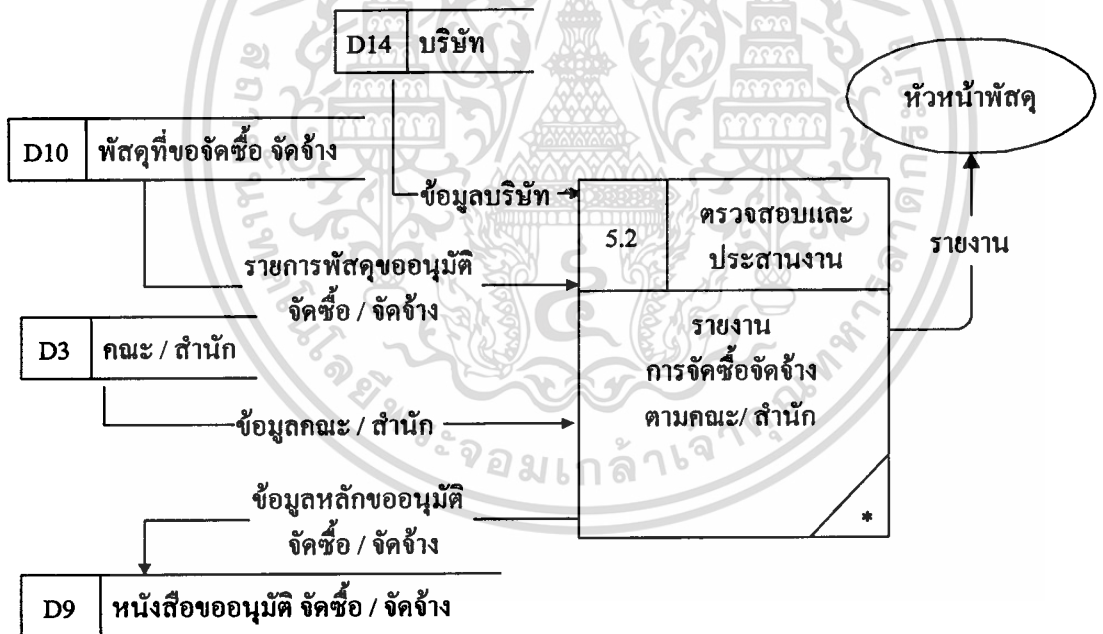 D14 บริษัท
หัวหน้าพัสดุ
D10 พัสดุที่ขอจัดซื้อ จัดจ้าง
ข้อมูลบริษัท
5.2 ตรวจสอบและ
ประสานงาน
รายงาน
รายการพัสดุขออนุมัติ
จัดซื้อ / จัดจ้าง
รายงาน
การจัดซื้อจัดจ้าง
ตามคณะ/ สำนัก
D3 คณะ / สำนัก
ข้อมูลคณะ / สำนัก
ข้อมูลหลักขออนุมัติ
จัดซื้อ / จัดจ้าง
*
D9 หนังสือขออนุมัติ จัดซื้อ / จัดจ้าง